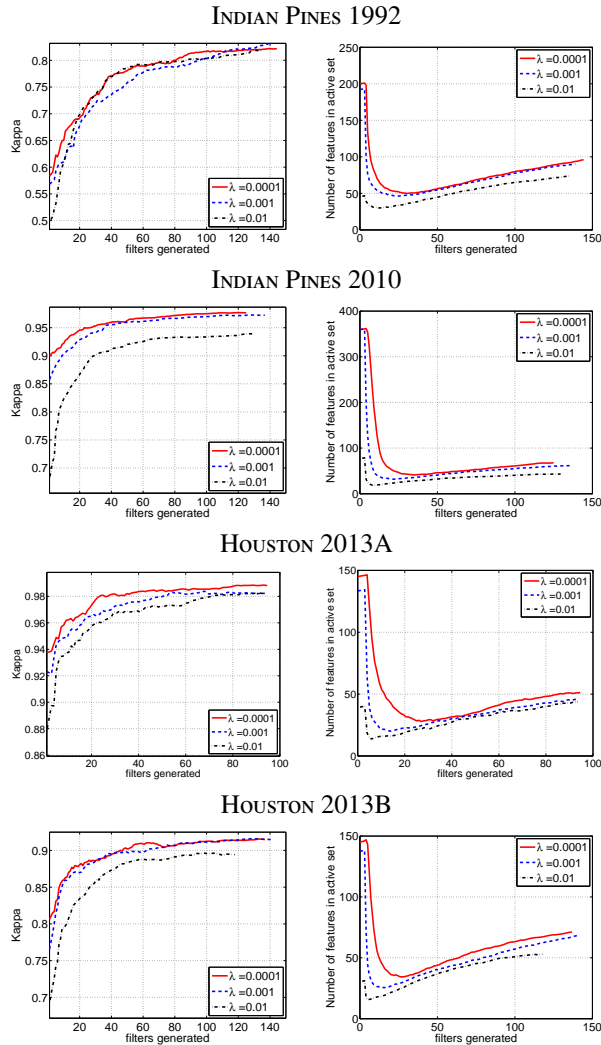 INDIAN PINES 1992
Kappa
0.8
0.75
0.7
0.65
0.6
0.55
0.5
20 40 60 80 100 120 140
filters generated
λ =0.0001
λ =0.001
λ =0.01
Number of features in active set
250
200
150
100
50
0
0 50 100 150
filters generated
λ =0.0001
λ =0.001
λ =0.01
INDIAN PINES 2010
Kappa
0.95
0.9
0.85
0.8
0.75
0.7
20 40 60 80 100 120 140
filters generated
λ =0.0001
λ =0.001
λ =0.01
Number of features in active set
400
300
200
100
0
0 50 100 150
filters generated
λ =0.0001
λ =0.001
λ =0.01
HOUSTON 2013A
Kappa
0.98
0.96
0.94
0.92
0.9
0.88
0.86
20 40 60 80 100
filters generated
λ =0.0001
λ =0.001
λ =0.01
Number of features in active set
150
100
50
0
0 20 40 60 80 100
filters generated
λ =0.0001
λ =0.001
λ =0.01
HOUSTON 2013B
Kappa
0.9
0.85
0.8
0.75
0.7
20 40 60 80 100 120 140
filters generated
λ =0.0001
λ =0.001
λ =0.01
Number of features in active set
150
100
50
0
0 50 100 150
filters generated
λ =0.0001
λ =0.001
λ =0.01